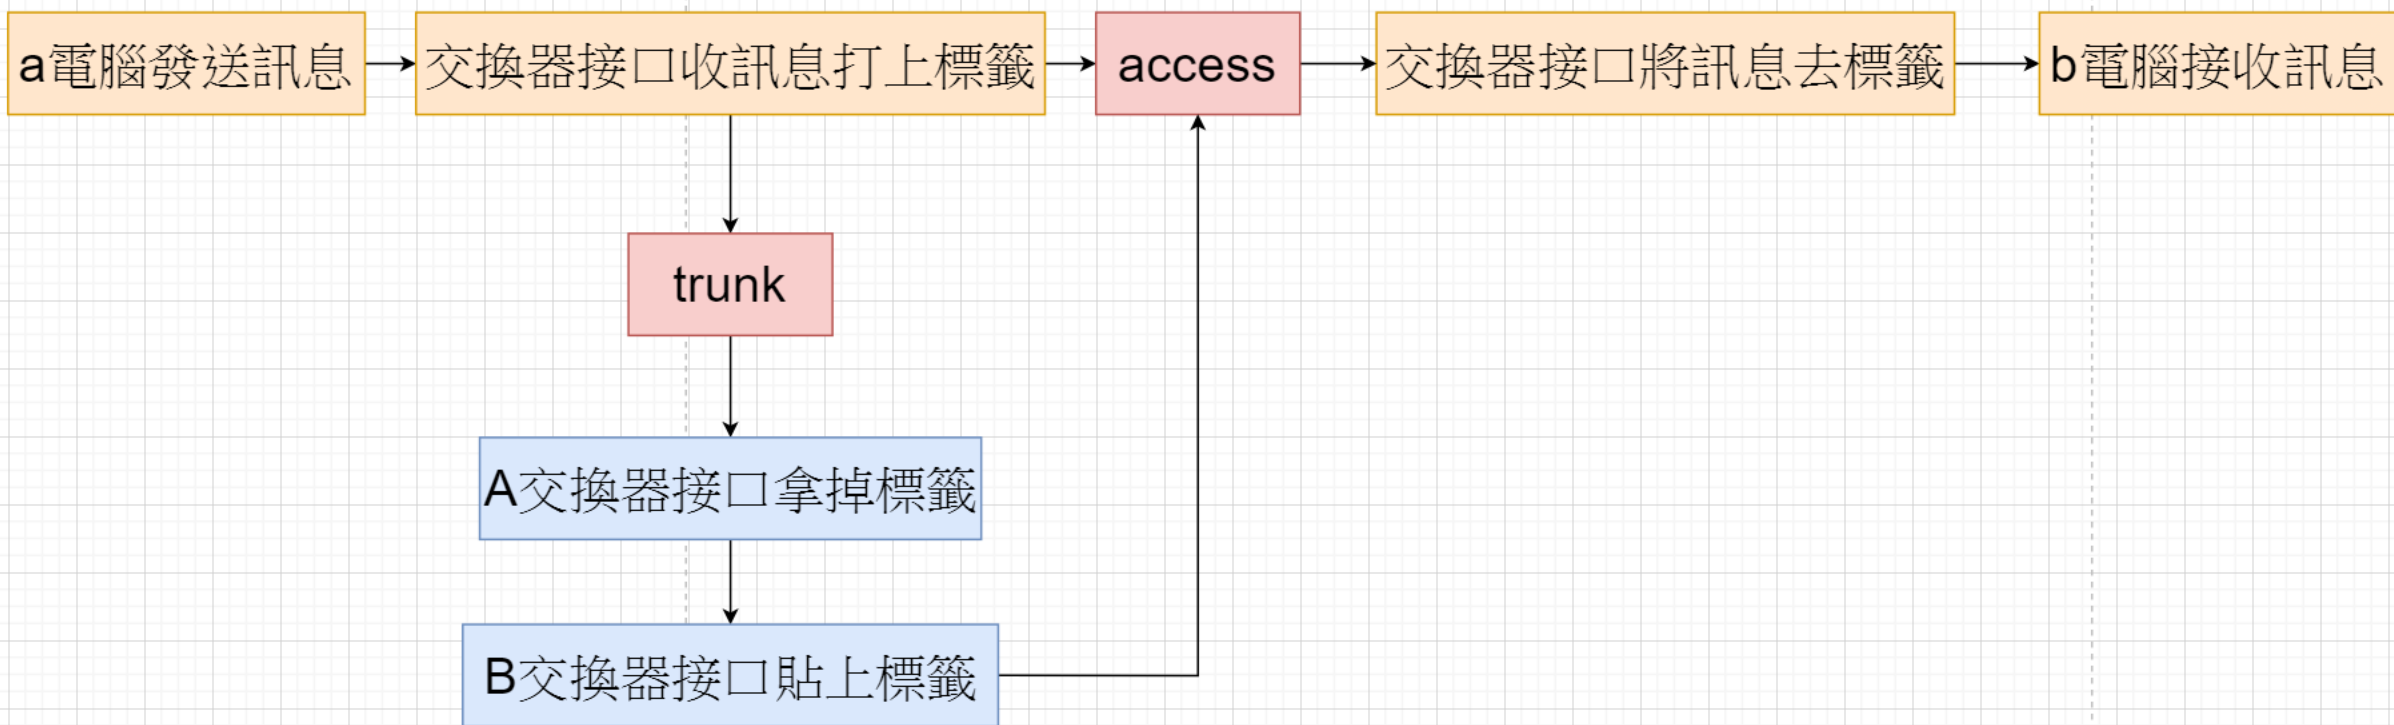 a電腦發送訊息
交換器接口收訊息打上標籤
access
交換器接口將訊息去標籤
b電腦接收訊息
trunk
A交換器接口拿掉標籤
B交換器接口貼上標籤